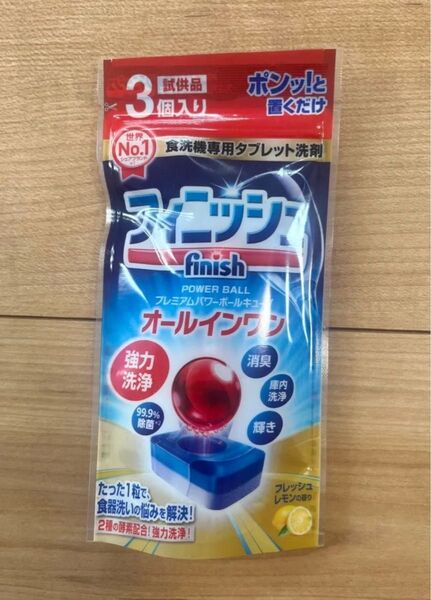 3個入り
試供品
ポンッ!と
置くだけ
世界
No.1
食洗機専用タブレット洗剤
フィニッシュ
finish
POWER BALL
プレミアムパワーボールキューブ
オールインワン
強力
洗浄
消臭
庫内
洗浄
99.9%
除菌
輝き
たった1粒で、
食器洗いの悩みを解決!
2種の酵素配合!強力洗浄!
フレッシュ
レモンの香り